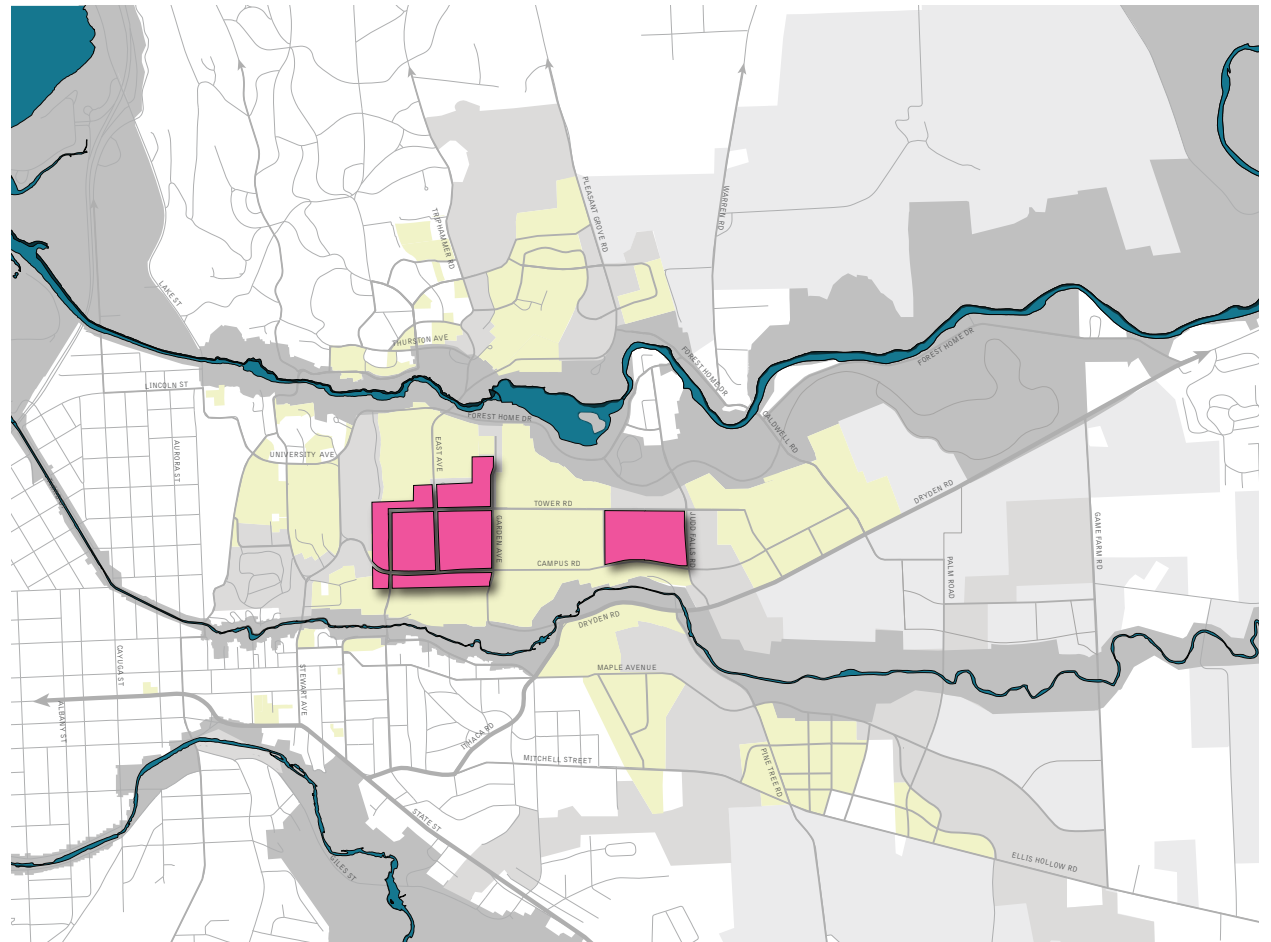 PLEASANT GROVE RD
WARREN RD
TRIPHAMMER RD
LAKE ST
THURSTON AVE
FOREST HOME DR
FOREST HOME DR
LINCOLN ST
FOREST HOME DR
CALDWELL RD
AURORA ST
UNIVERSITY AVE
EAST AVE
DRYDEN RD
TOWER RD
GARDEN AVE
JUDD FALLS RD
GAME FARM RD
CAMPUS RD
PALM ROAD
DRYDEN RD
CAYUGA ST
STEWART AVE
MAPLE AVENUE
ALBANY ST
ITHACA RD
MITCHELL STREET
PINE TREE RD
STATE ST
GILES ST
ELLIS HOLLOW RD